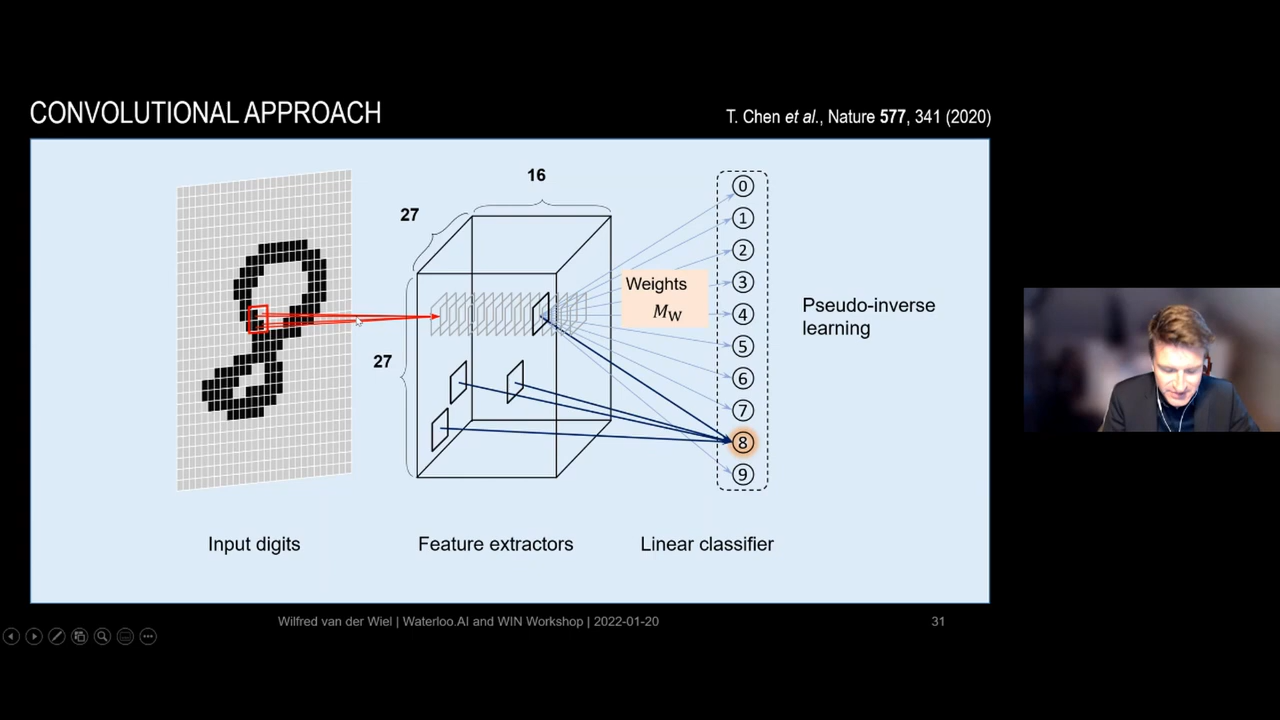 CONVOLUTIONAL APPROACH
T. Chen et al., Nature 577, 341 (2020)
16
27
27
0
1
2
3
4
5
6
7
8
9
Weights
M_W
Pseudo-inverse
learning
Input digits
Feature extractors
Linear classifier
Wilfred van der Wiel | Waterloo.AI and WIN Workshop | 2022-01-20
31